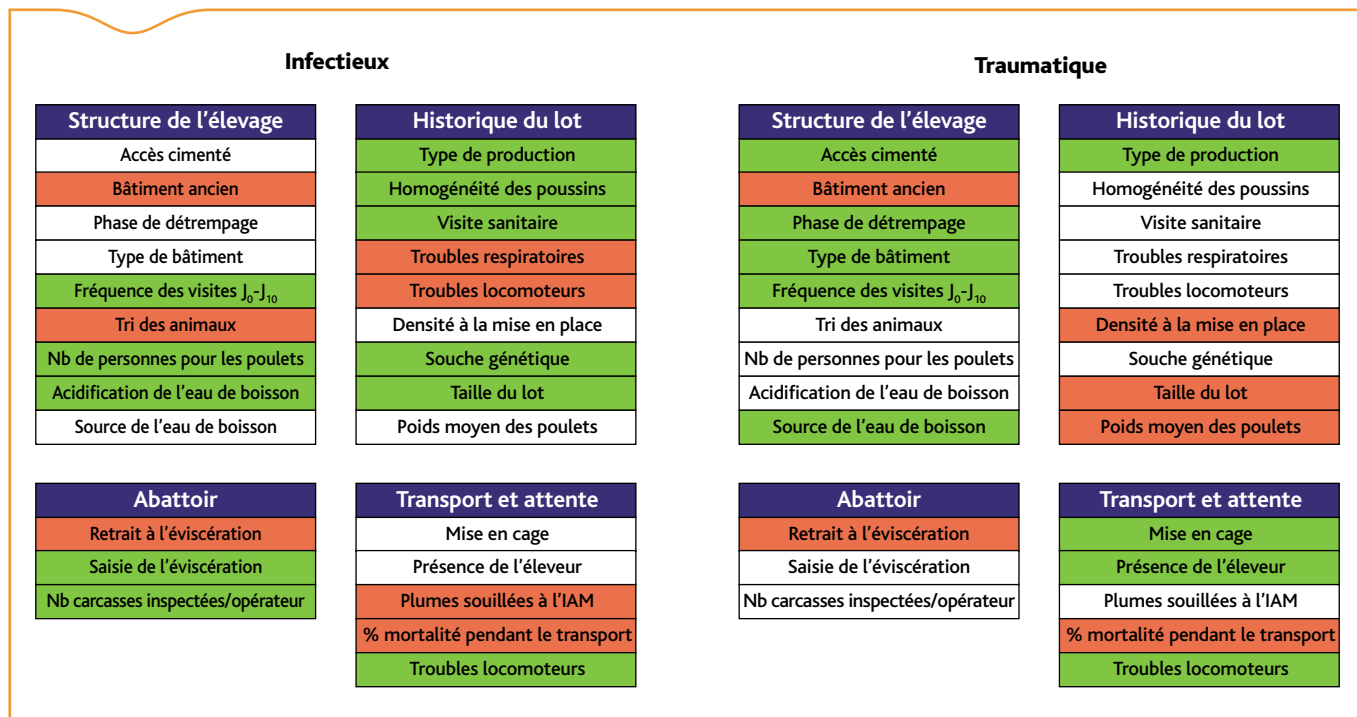 Infectieux
Structure de l'élevage
Accès cimenté
Bâtiment ancien
Phase de détrempage
Type de bâtiment
Fréquence des visites J₀-J₁₀
Tri des animaux
Nb de personnes pour les poulets
Acidification de l'eau de boisson
Source de l'eau de boisson
Historique du lot
Type de production
Homogénéité des poussins
Visite sanitaire
Troubles respiratoires
Troubles locomoteurs
Densité à la mise en place
Souche génétique
Taille du lot
Poids moyen des poulets
Abattoir
Retrait à l'éviscération
Saisie de l'éviscération
Nb carcasses inspectées/opérateur
Transport et attente
Mise en cage
Présence de l'éleveur
Plumes souillées à l'IAM
% mortalité pendant le transport
Troubles locomoteurs
Traumatique
Structure de l'élevage
Accès cimenté
Bâtiment ancien
Phase de détrempage
Type de bâtiment
Fréquence des visites J₀-J₁₀
Tri des animaux
Nb de personnes pour les poulets
Acidification de l'eau de boisson
Source de l'eau de boisson
Historique du lot
Type de production
Homogénéité des poussins
Visite sanitaire
Troubles respiratoires
Troubles locomoteurs
Densité à la mise en place
Souche génétique
Taille du lot
Poids moyen des poulets
Abattoir
Retrait à l'éviscération
Saisie de l'éviscération
Nb carcasses inspectées/opérateur
Transport et attente
Mise en cage
Présence de l'éleveur
Plumes souillées à l'IAM
% mortalité pendant le transport
Troubles locomoteurs